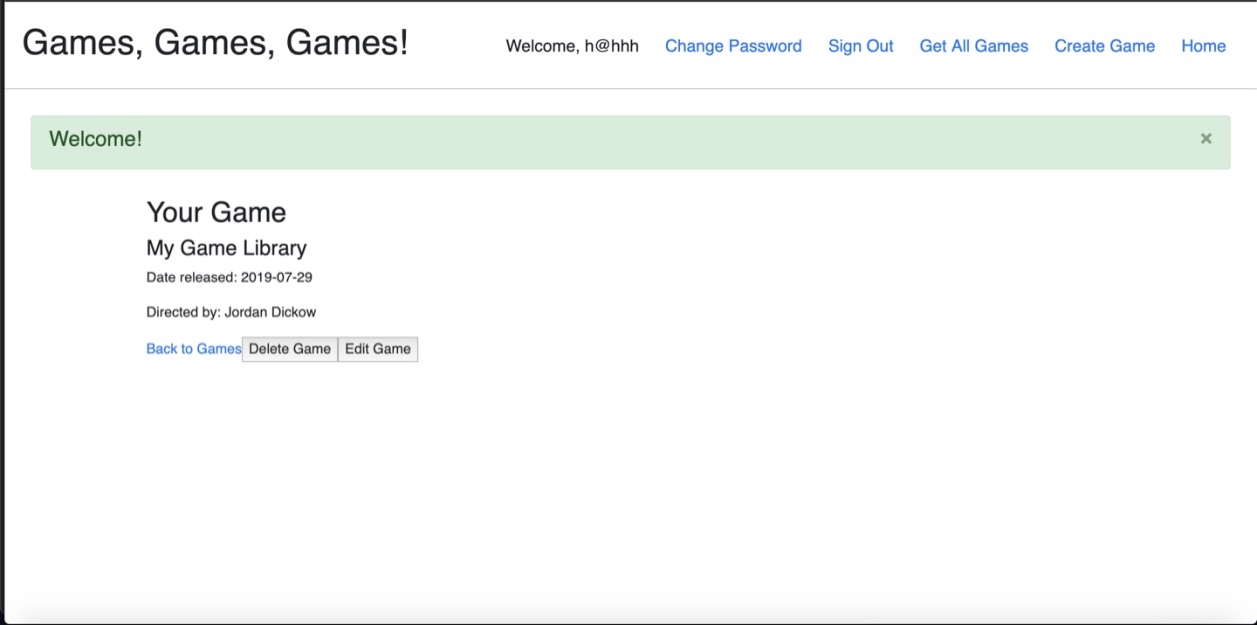 Games, Games, Games! Welcome, h@hhh Change Password Sign Out Get All Games Create Game Home
Welcome! ×
Your Game
My Game Library
Date released: 2019-07-29
Directed by: Jordan Dickow
Back to Games Delete Game Edit Game